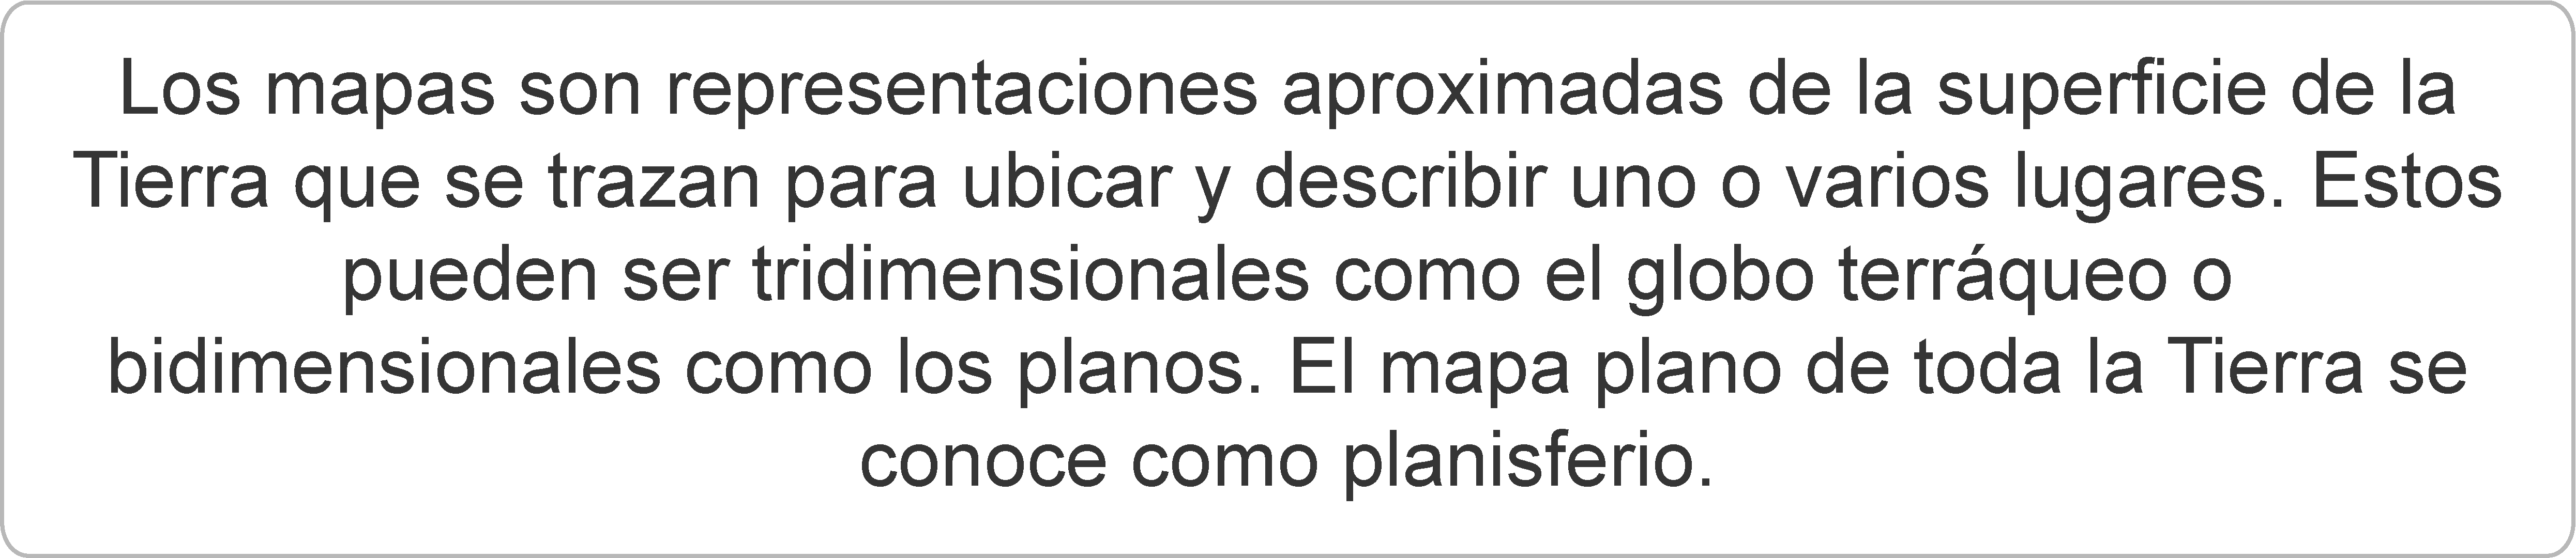 Los mapas son representaciones aproximadas de la superficie de la
Tierra que se trazan para ubicar y describir uno o varios lugares. Estos
pueden ser tridimensionales como el globo terráqueo o
bidimensionales como los planos. El mapa plano de toda la Tierra se
conoce como planisferio.